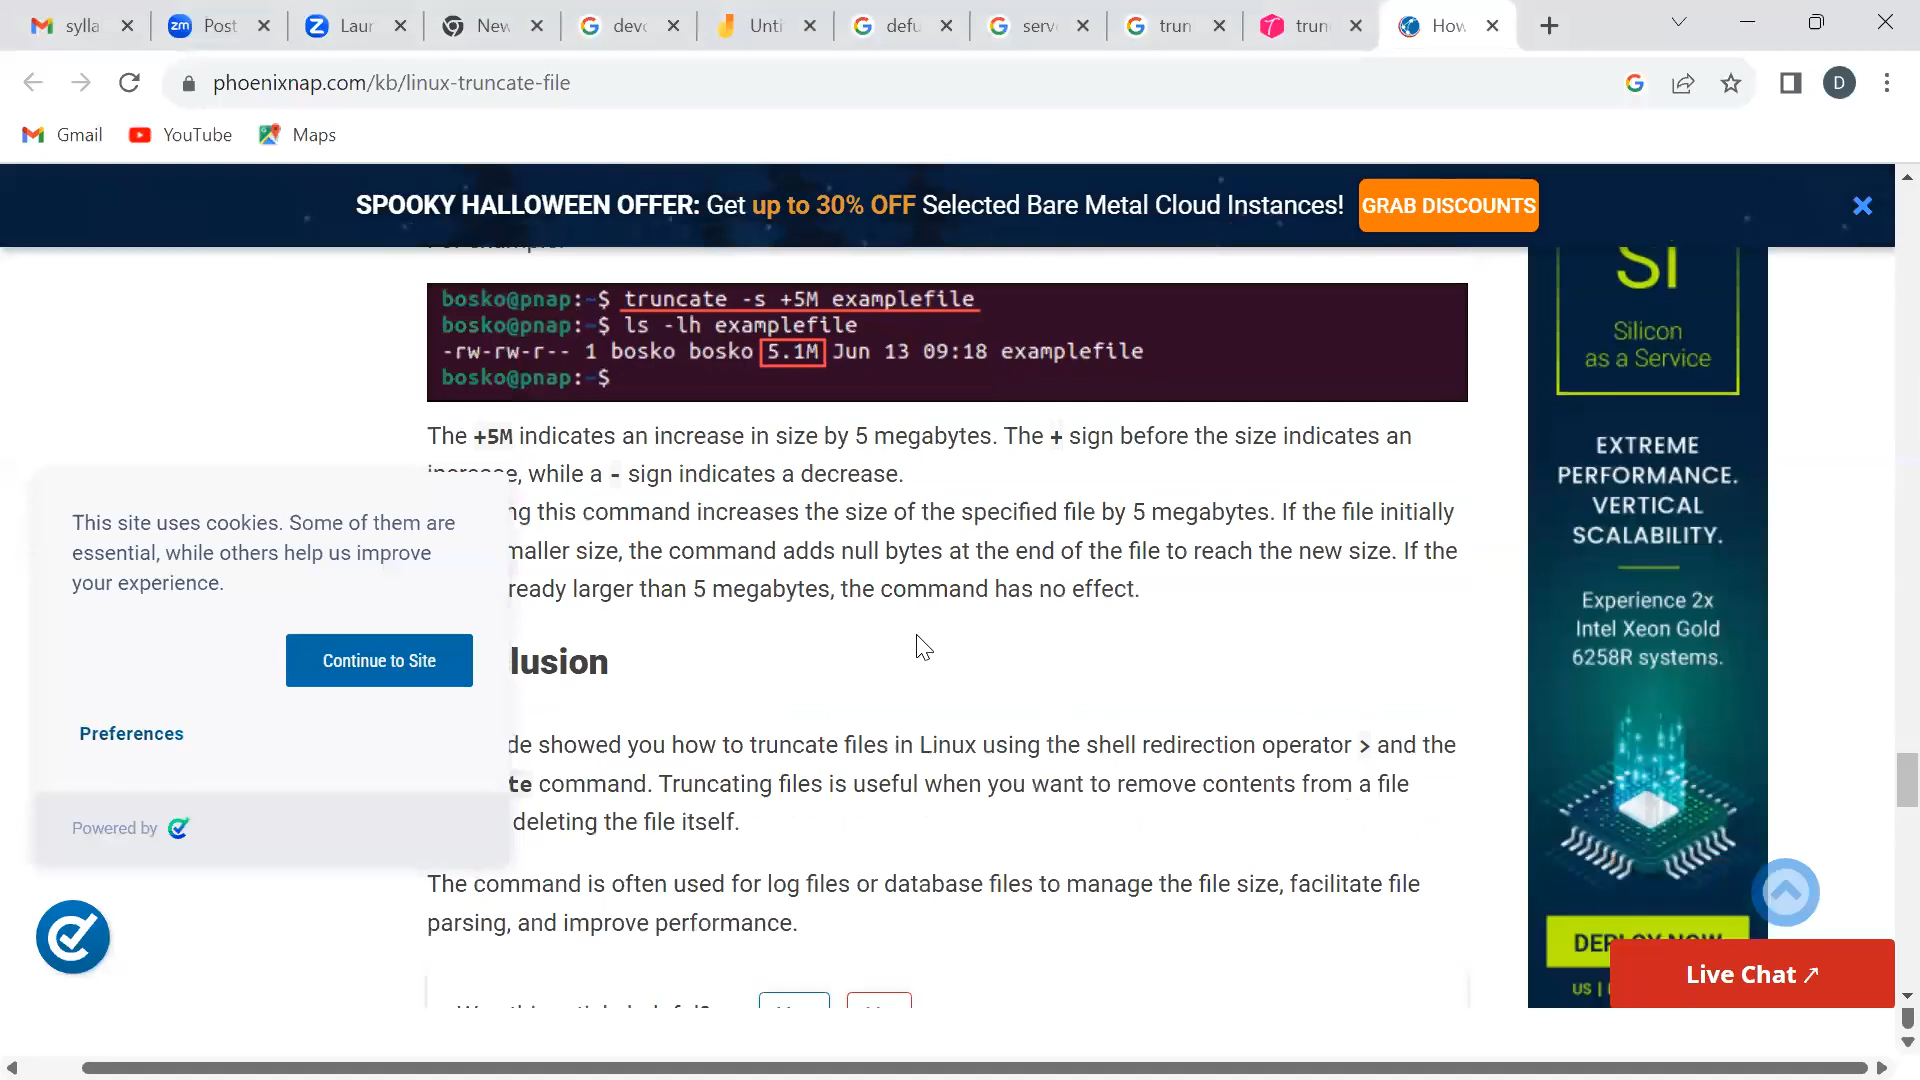 sylla
Post
Laur
New
devo
Unti
defu
serv
trun
trun
How
phoenixnap.com/kb/linux-truncate-file
D
Gmail
YouTube
Maps
SPOOKY HALLOWEEN OFFER: Get up to 30% OFF Selected Bare Metal Cloud Instances!
GRAB DISCOUNTS
bosko@pnap:~$ truncate -s +5M examplefile
bosko@pnap:~$ ls -lh examplefile
-rw-rw-r-- 1 bosko bosko 5.1M Jun 13 09:18 examplefile
bosko@pnap:~$
The +5M indicates an increase in size by 5 megabytes. The + sign before the size indicates an
increase, while a - sign indicates a decrease.
ng this command increases the size of the specified file by 5 megabytes. If the file initially
maller size, the command adds null bytes at the end of the file to reach the new size. If the
ready larger than 5 megabytes, the command has no effect.
lusion
de showed you how to truncate files in Linux using the shell redirection operator > and the
te command. Truncating files is useful when you want to remove contents from a file
deleting the file itself.
The command is often used for log files or database files to manage the file size, facilitate file
parsing, and improve performance.
This site uses cookies. Some of them are
essential, while others help us improve
your experience.
Continue to Site
Preferences
Powered by
Si
Silicon
as a Service
EXTREME
PERFORMANCE.
VERTICAL
SCALABILITY.
Experience 2x
Intel Xeon Gold
6258R systems.
DEPLOY NOW
US |
Live Chat